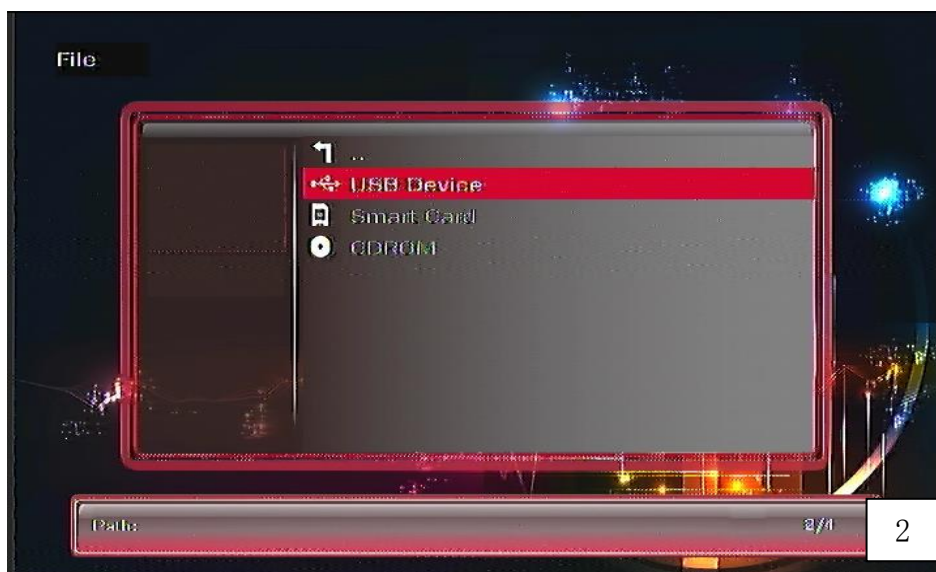 File
..
USB Device
Smart Card
CDROM
Path:
2/4
2